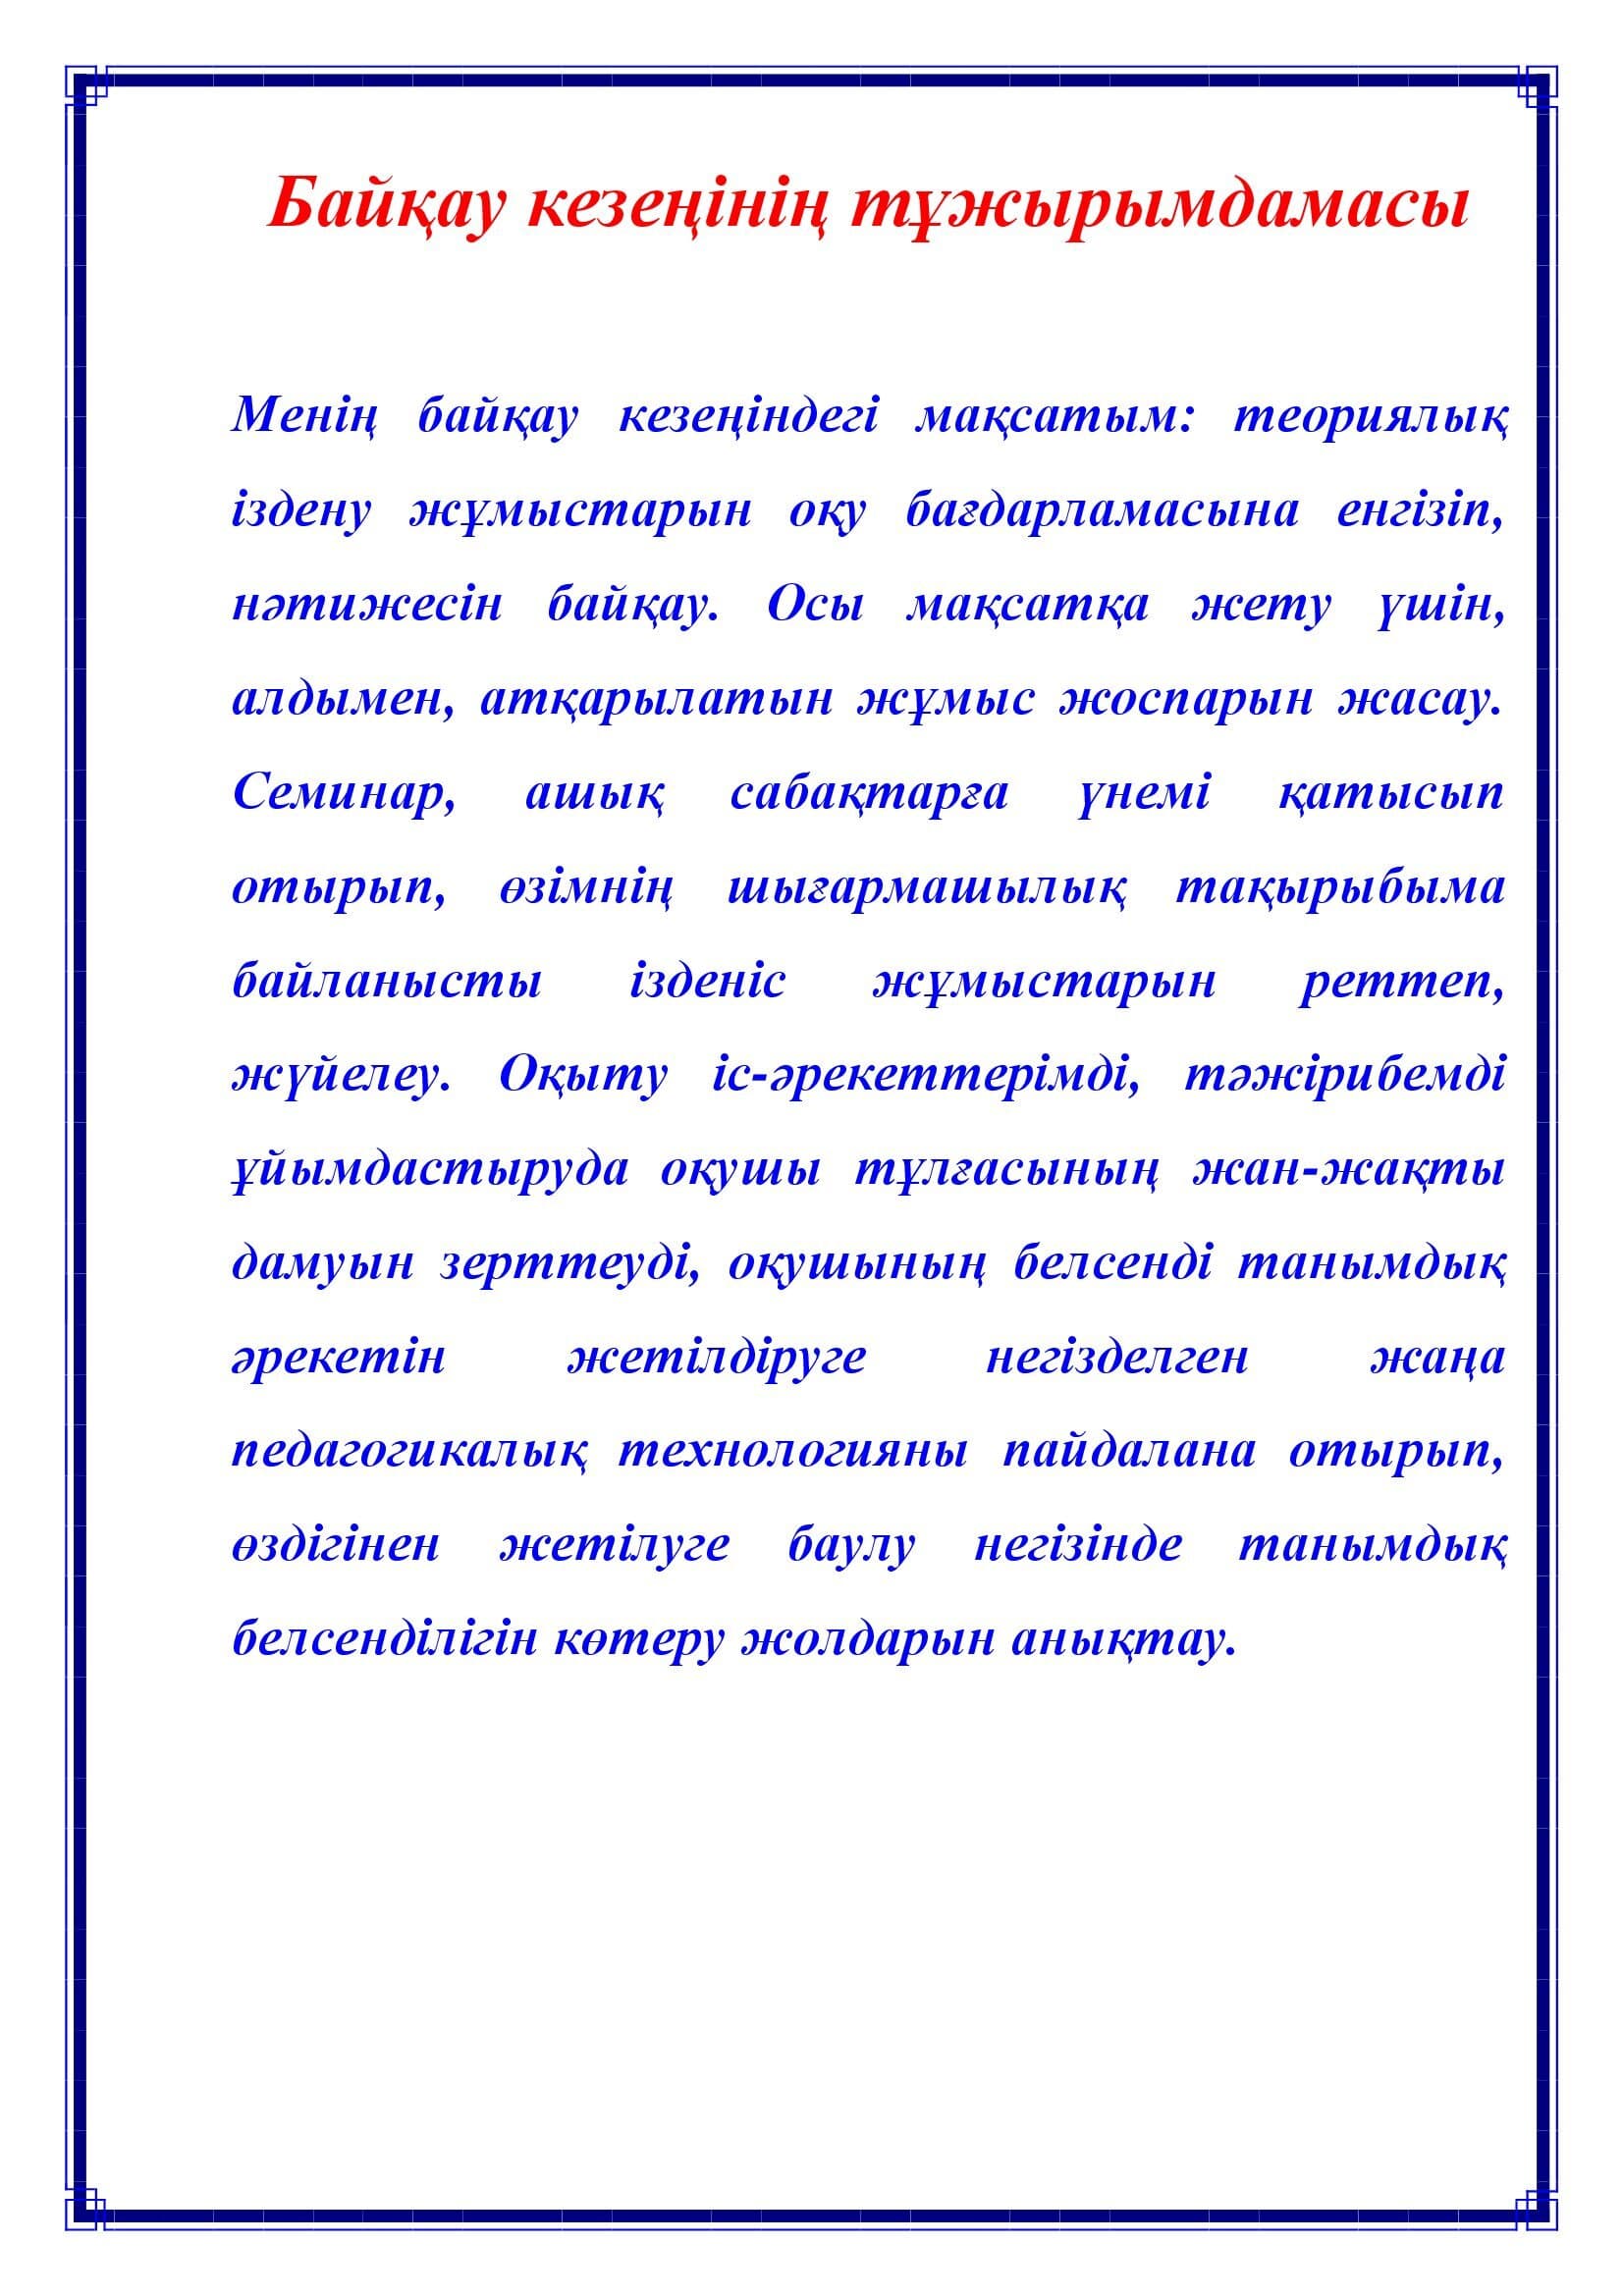 Байқау кезеңінің тұжырымдамасы
Менің байқау кезеңіндегі мақсатым: теориялық
іздену жұмыстарын оқу бағдарламасына енгізіп,
нәтижесін байқау. Осы мақсатқа жету үшін,
алдымен, атқарылатын жұмыс жоспарын жасау.
Семинар, ашық сабақтарға үнемі қатысып
отырып, өзімнің шығармашылық тақырыбыма
байланысты ізденіс жұмыстарын реттеп,
жүйелеу. Оқыту іс-әрекеттерімді, тәжірибемді
ұйымдастыруда оқушы тұлғасының жан-жақты
дамуын зерттеуді, оқушының белсенді танымдық
әрекетін жетілдіруге негізделген жаңа
педагогикалық технологияны пайдалана отырып,
өздігінен жетілуге баулу негізінде танымдық
белсенділігін көтеру жолдарын анықтау.